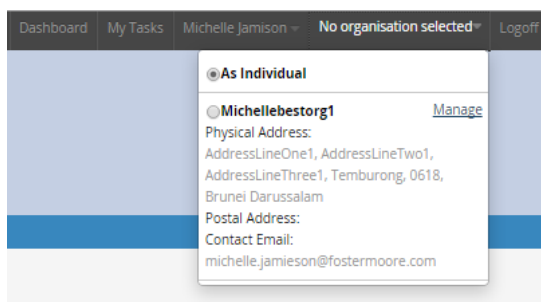 Dashboard My Tasks Michelle Jamison No organisation selected Logoff
As Individual
Michellebestorg1 Manage
Physical Address:
AddressLineOne1, AddressLineTwo1,
AddressLineThree1, Temburong, 0618,
Brunei Darussalam
Postal Address:
Contact Email:
michelle.jamieson@fostermoore.com